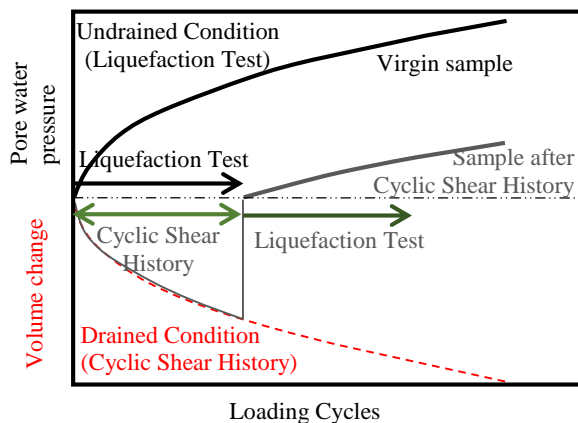 Undrained Condition
(Liquefaction Test)
Virgin sample
Pore water
pressure
Liquefaction Test
Sample after
Cyclic Shear History
Cyclic Shear
History
Liquefaction Test
Volume change
Drained Condition
(Cyclic Shear History)
Loading Cycles